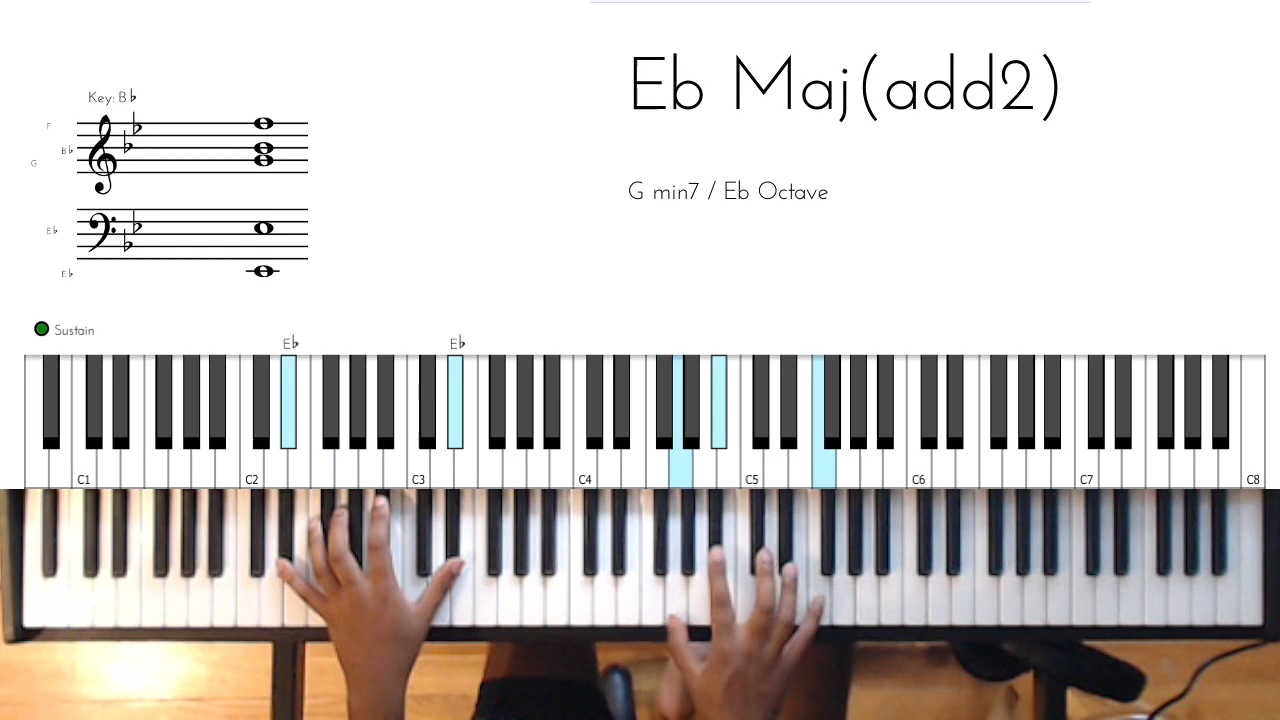 Eb Maj(add2)
Key: B♭
F
B♭
G
G min7 / Eb Octave
E♭
E♭
Sustain
E♭ E♭
C1 C2 C3 C4 C5 C6 C7 C8